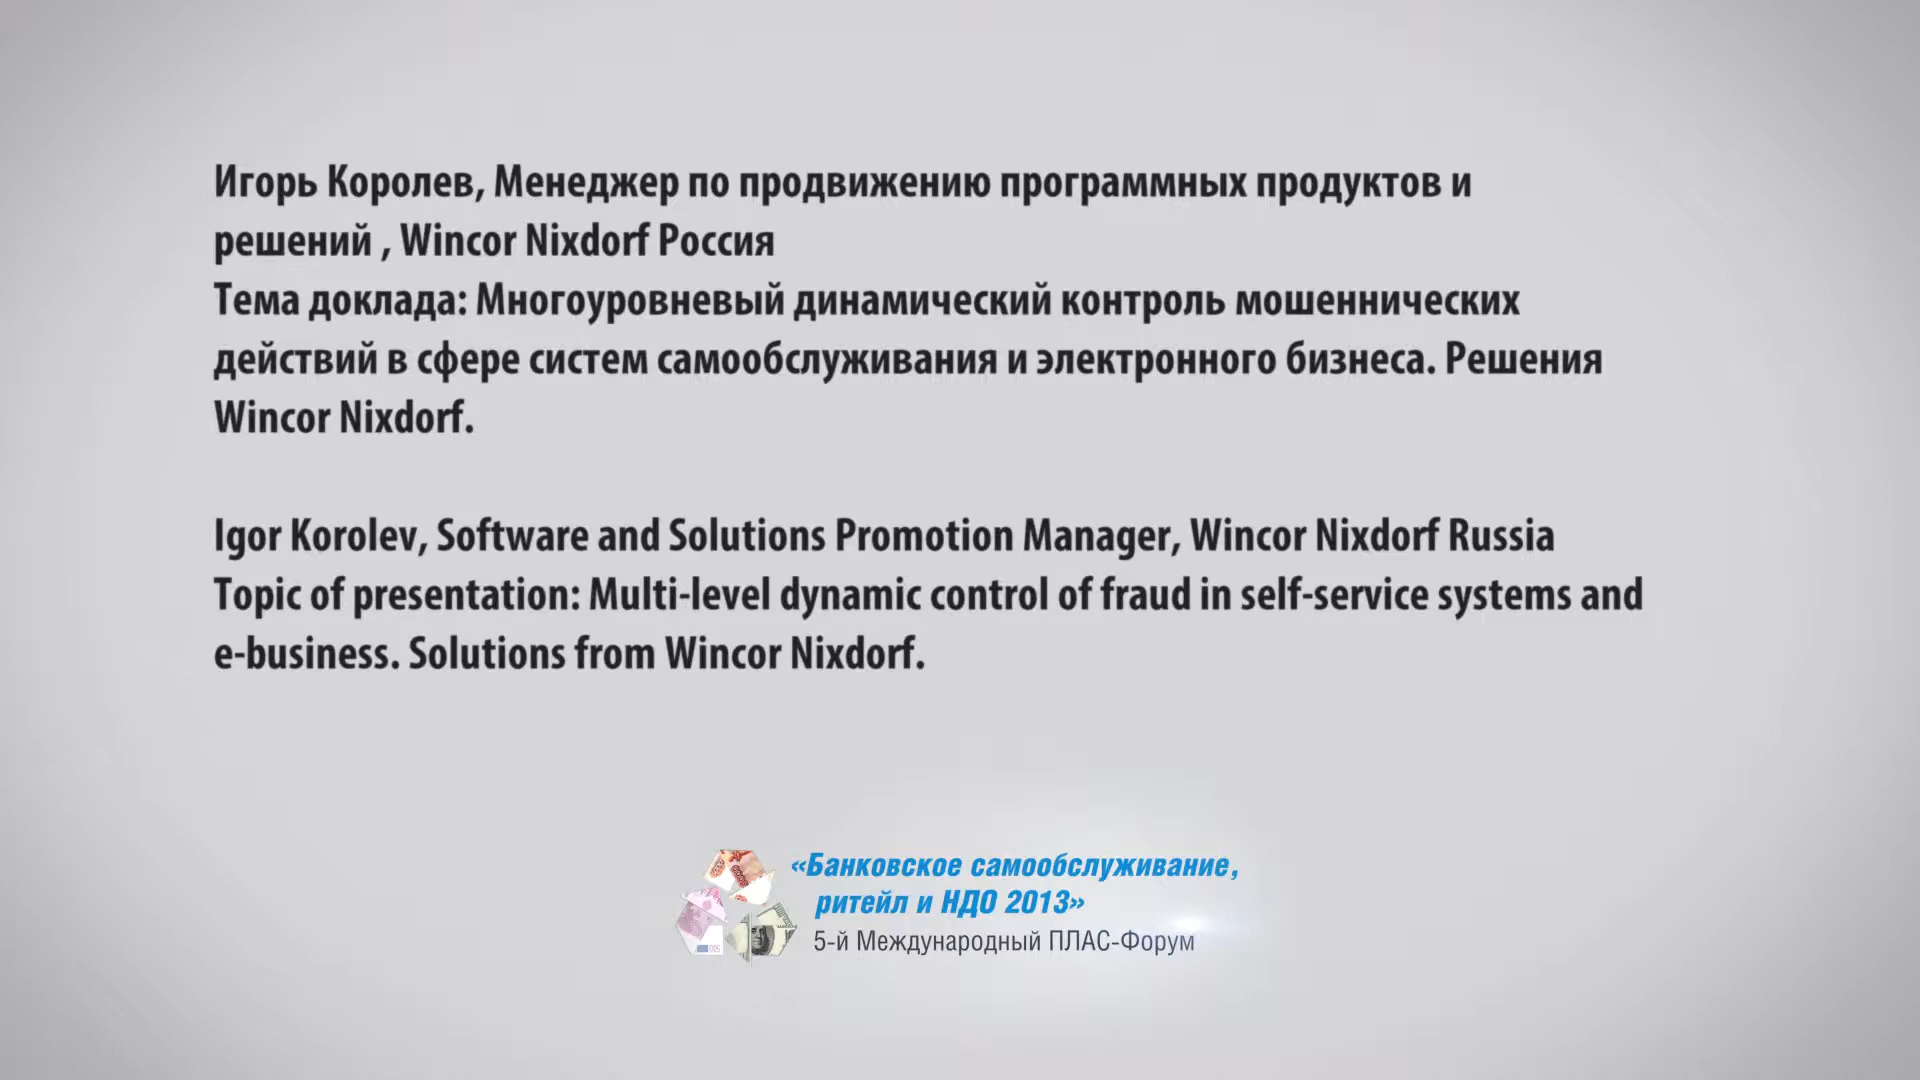 Игорь Королев, Менеджер по продвижению программных продуктов и
решений , Wincor Nixdorf Россия
Тема доклада: Многоуровневый динамический контроль мошеннических
действий в сфере систем самообслуживания и электронного бизнеса. Решения
Wincor Nixdorf.
Igor Korolev, Software and Solutions Promotion Manager, Wincor Nixdorf Russia
Topic of presentation: Multi-level dynamic control of fraud in self-service systems and
e-business. Solutions from Wincor Nixdorf.
«Банковское самообслуживание,
ритейл и НДО 2013»
5-й Международный ПЛАС-Форум